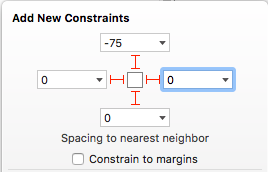 Add New Constraints
-75
0 0
0
Spacing to nearest neighbor
Constrain to margins